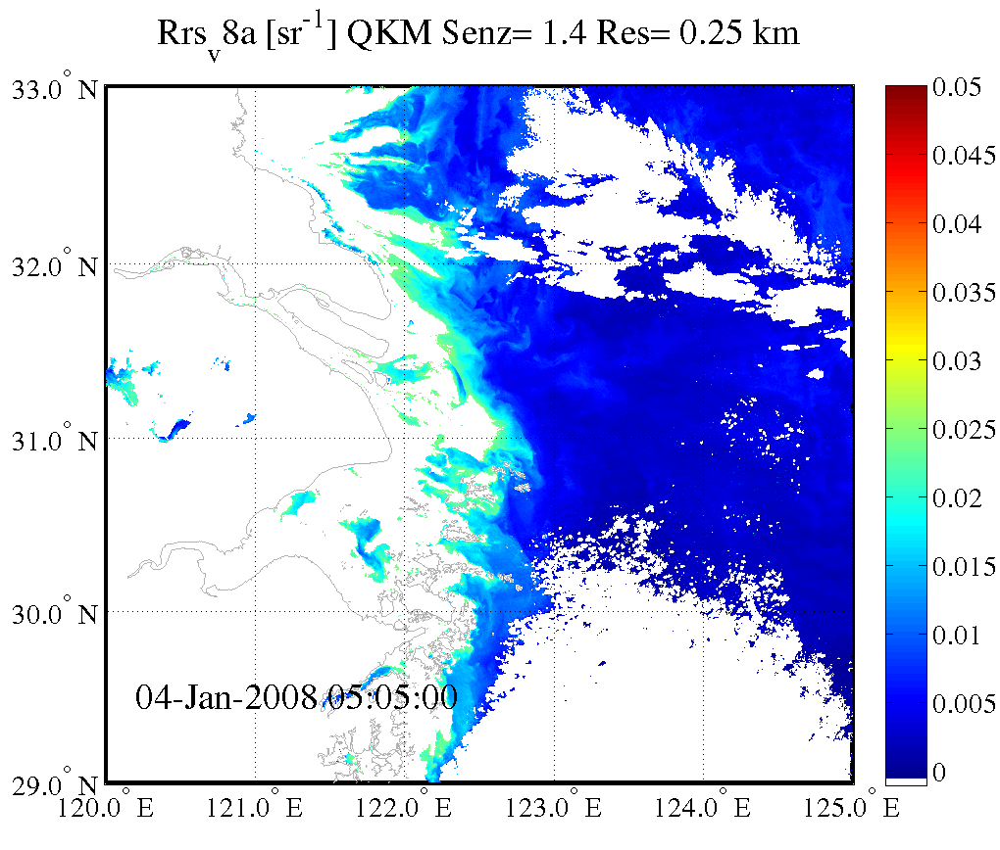 Rrsv8a [sr-1] QKM Senz= 1.4 Res= 0.25 km
33.0° N
32.0° N
31.0° N
30.0° N
29.0° N
120.0° E
121.0° E
122.0° E
123.0° E
124.0° E
125.0° E
04-Jan-2008 05:05:00
0.05
0.045
0.04
0.035
0.03
0.025
0.02
0.015
0.01
0.005
0